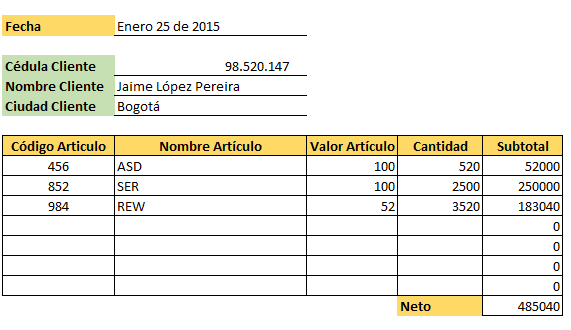 Fecha Enero 25 de 2015
Cédula Cliente 98.520.147
Nombre Cliente Jaime López Pereira
Ciudad Cliente Bogotá
Código Articulo Nombre Artículo Valor Artículo Cantidad Subtotal
456 ASD 100 520 52000
852 SER 100 2500 250000
984 REW 52 3520 183040
0
0
0
0
Neto 485040